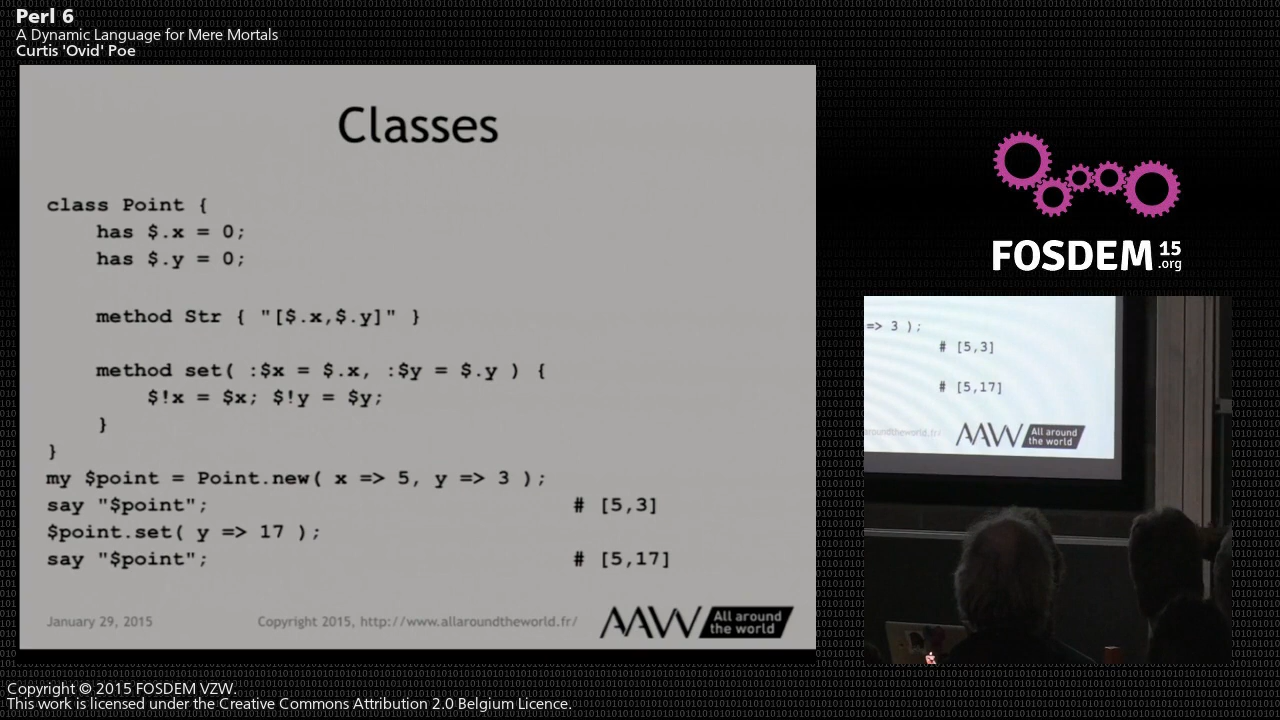 Perl 6
A Dynamic Language for Mere Mortals
Curtis 'Ovid' Poe
Classes
class Point {
    has $.x = 0;
    has $.y = 0;
    method Str { "[$.x,$.y]" }
    method set( :$x = $.x, :$y = $.y ) {
        $!x = $x; $!y = $y;
    }
}
my $point = Point.new( x => 5, y => 3 );
say "$point"; # [5,3]
$point.set( y => 17 );
say "$point"; # [5,17]
January 29, 2015 Copyright 2015, http://www.allaroundtheworld.fr/ AAW All around
the world
FOSDEM 15
.org
=> 3 );
# [5,3]
# [5,17]
AAW All around
the world
Copyright © 2015 FOSDEM VZW.
This work is licensed under the Creative Commons Attribution 2.0 Belgium Licence.